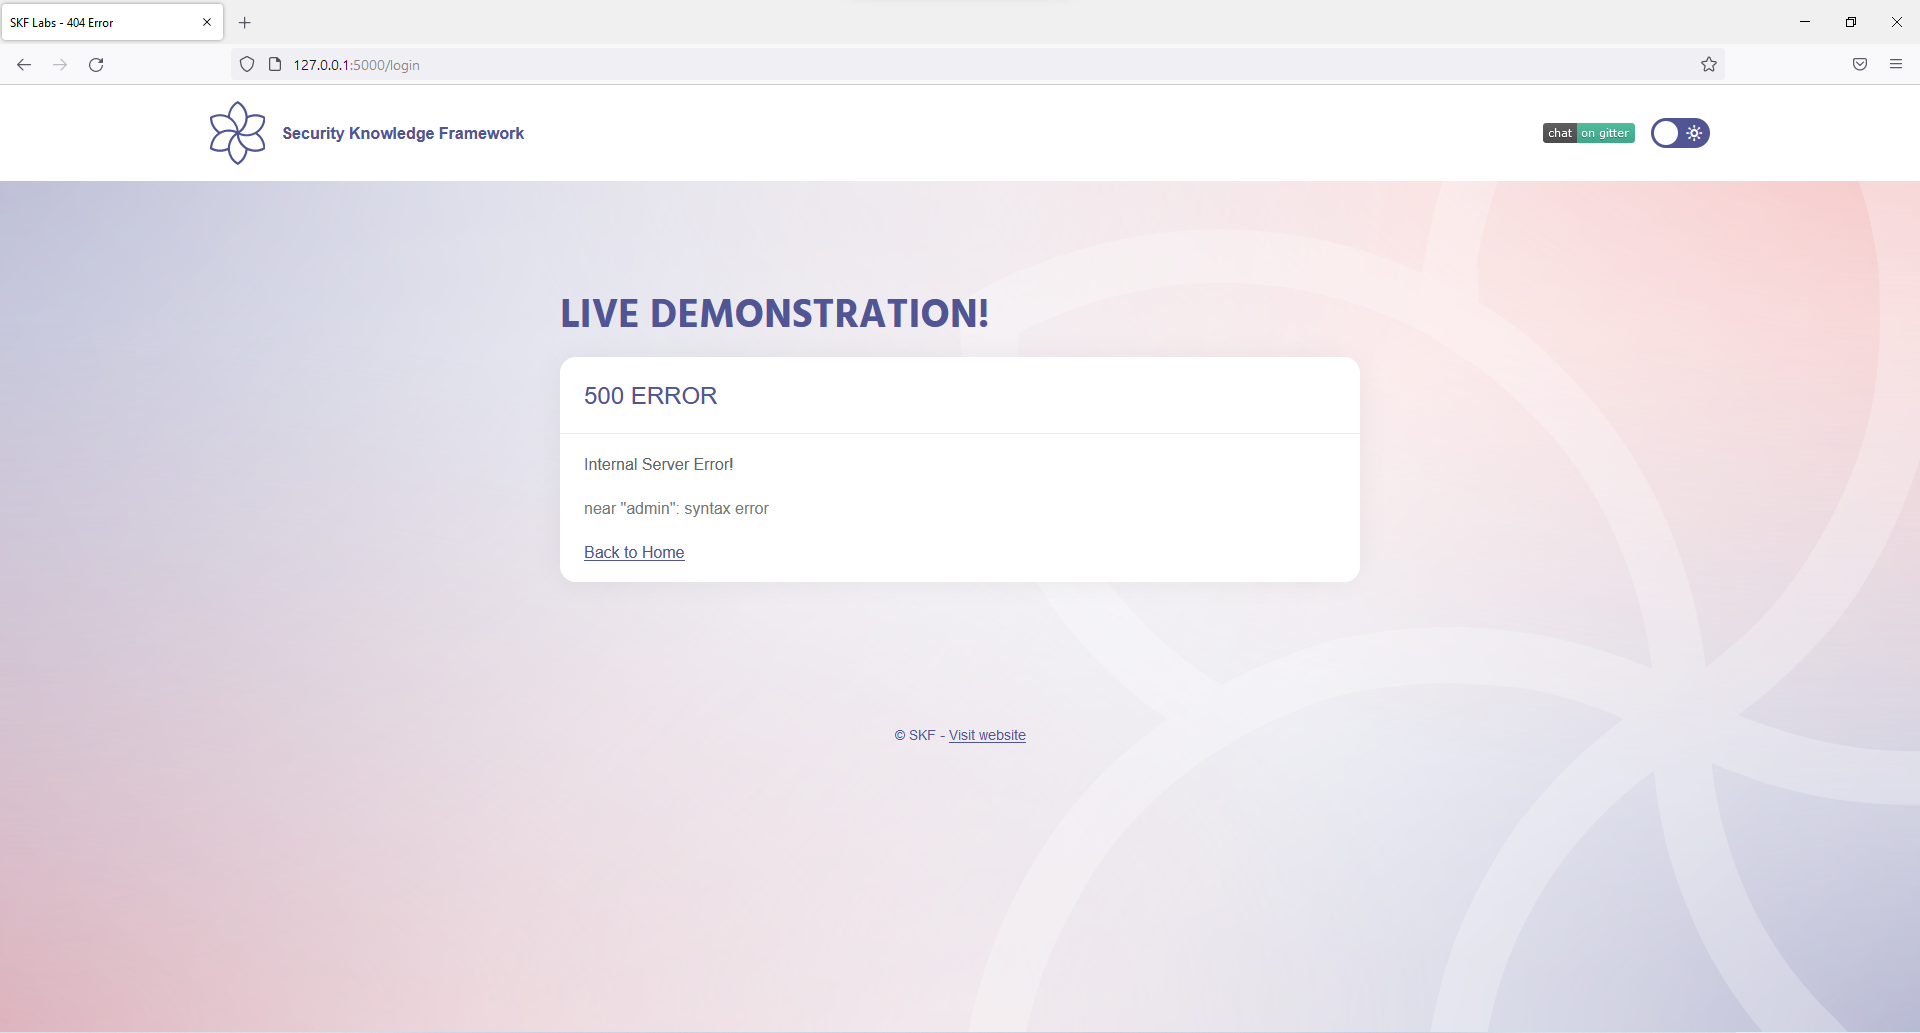 SKF Labs - 404 Error
127.0.0.1:5000/login
Security Knowledge Framework
chat on gitter
LIVE DEMONSTRATION!
500 ERROR
Internal Server Error!
near "admin": syntax error
Back to Home
© SKF - Visit website